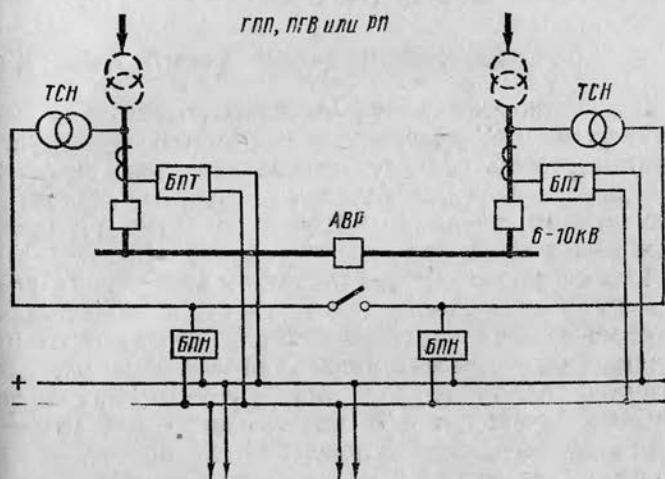 ГПП, ПГВ или РП
ТСН
ТСН
БПТ
БПТ
АВР
6-10кВ
БПН
БПН
+
−